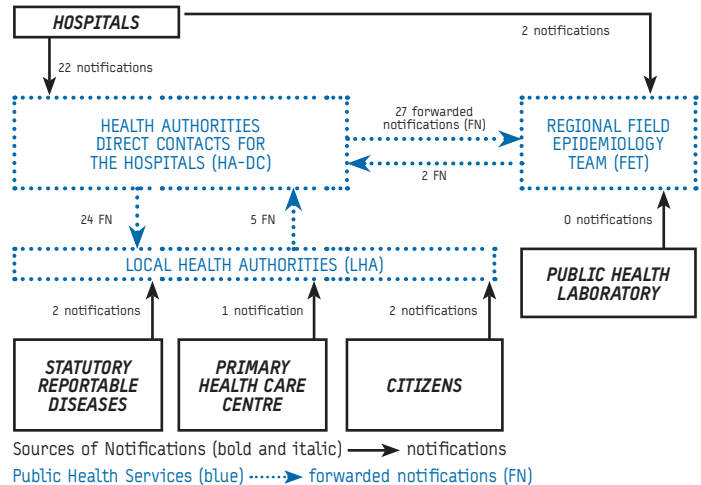 HOSPITALS
2 notifications
22 notifications
HEALTH AUTHORITIES
DIRECT CONTACTS FOR
THE HOSPITALS (HA-DC)
27 forwarded
notifications (FN)
2 FN
REGIONAL FIELD
EPIDEMIOLOGY
TEAM (FET)
24 FN
5 FN
0 notifications
LOCAL HEALTH AUTHORITIES (LHA)
PUBLIC HEALTH
LABORATORY
2 notifications
1 notification
2 notifications
STATUTORY
REPORTABLE
DISEASES
PRIMARY
HEALTH CARE
CENTRE
CITIZENS
Sources of Notifications (bold and italic) notifications
Public Health Services (blue) forwarded notifications (FN)